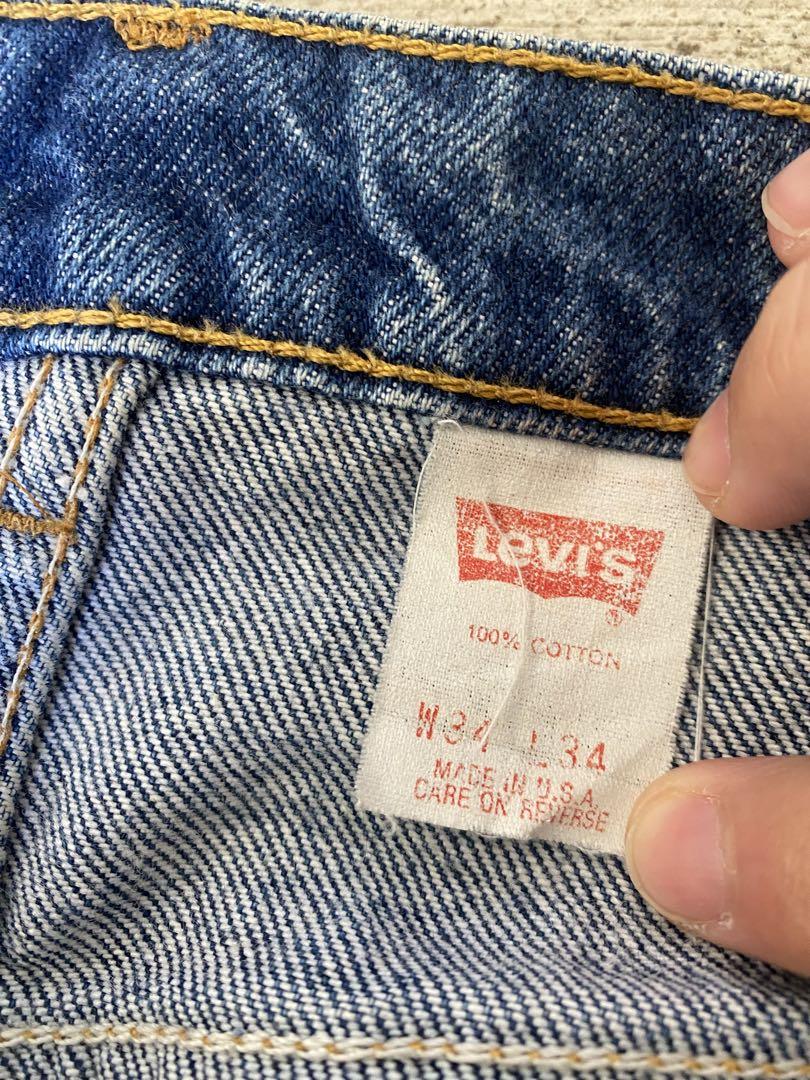 Levi's
®
100% COTTON
W34 L34
MADE IN U.S.A.
CARE ON REVERSE